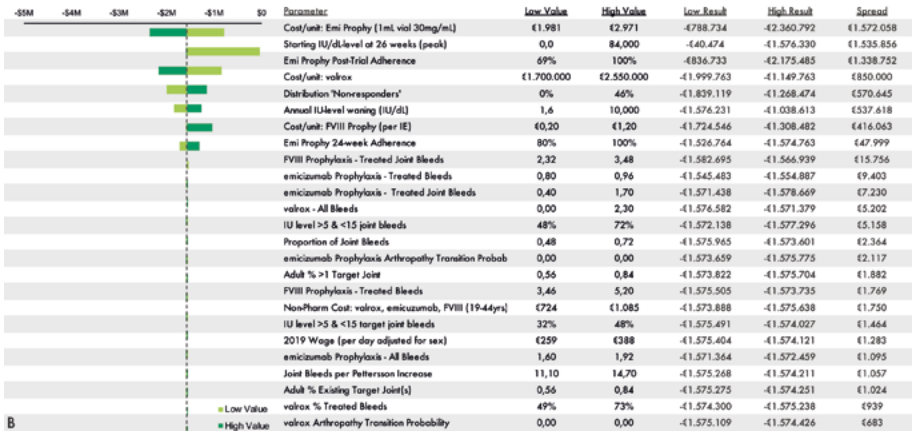 -$5M -$4M -$3M -$2M -$1M $0 Parameter Low Value High Value Low Result High Result Spread
Cost/unit: Emi Prophy (1mL vial 30mg/mL) €1.981 €2.971 -€788.734 -€2.360.792 €1.572.058
Starting IU/dL-level at 26 weeks (peak) 0,0 84,000 -€40.474 -€1.576.330 €1.535.856
Emi Prophy Post-Trial Adherence 69% 100% -€836.733 -€2.175.485 €1.338.752
Cost/unit: valrox €1.700.000 €2.550.000 -€1.999.763 -€1.149.763 €850.000
Distribution 'Non-responders' 0% 46% -€1.839.119 -€1.268.474 €570.645
Annual IU-level waning (IU/dL) 1,6 10,000 -€1.576.231 -€1.038.613 €537.618
Cost/unit: FVIII Prophy (per IE) €0,20 €1,20 -€1.724.546 -€1.308.482 €416.063
Emi Prophy 24-week Adherence 80% 100% -€1.526.764 -€1.574.763 €47.999
FVIII Prophylaxis - Treated Joint Bleeds 2,32 3,48 -€1.582.695 -€1.566.939 €15.756
emicizumab Prophylaxis - Treated Bleeds 0,80 0,96 -€1.545.483 -€1.554.887 €9.403
emicizumab Prophylaxis - Treated Joint Bleeds 0,40 1,70 -€1.571.438 -€1.578.669 €7.230
valrox - All Bleeds 0,00 2,30 -€1.576.582 -€1.571.379 €5.202
IU level >5 & <15 joint bleeds 48% 72% -€1.572.138 -€1.577.296 €5.158
Proportion of Joint Bleeds 0,48 0,72 -€1.575.965 -€1.573.601 €2.364
emicizumab Prophylaxis Arthropathy Transition Probab 0,00 0,00 -€1.573.659 -€1.575.775 €2.117
Adult % >1 Target Joint 0,56 0,84 -€1.573.822 -€1.575.704 €1.882
FVIII Prophylaxis - Treated Bleeds 3,46 5,20 -€1.575.505 -€1.573.735 €1.769
Non-Pharm Cost: valrox, emicuzumab, FVIII (19-44yrs) €724 €1.085 -€1.573.888 -€1.575.638 €1.750
IU level >5 & <15 target joint bleeds 32% 48% -€1.575.491 -€1.574.027 €1.464
2019 Wage (per day adjusted for sex) €259 €388 -€1.575.404 -€1.574.121 €1.283
emicizumab Prophylaxis - All Bleeds 1,60 1,92 -€1.571.364 -€1.572.459 €1.095
Joint Bleeds per Pettersson Increase 11,10 14,70 -€1.575.268 -€1.574.211 €1.057
Adult % Existing Target Joint(s) 0,56 0,84 -€1.575.275 -€1.574.251 €1.024
Low Value valrox % Treated Bleeds 49% 73% -€1.574.300 -€1.575.238 €939
B High Value valrox Arthropathy Transition Probability 0,00 0,00 -€1.575.109 -€1.574.426 €683